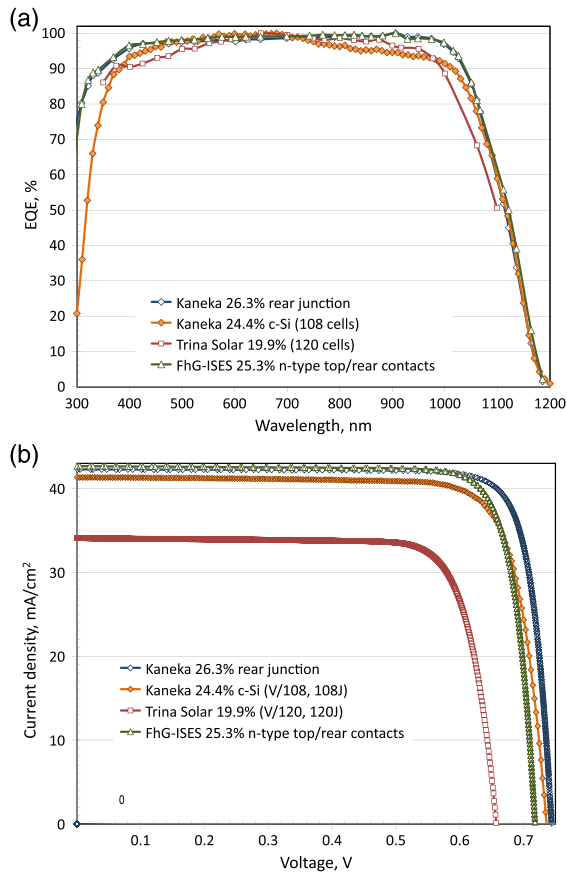 (a)
100
90
80
70
60
50
40
30
20
10
0
EQE, %
Kaneka 26.3% rear junction
Kaneka 24.4% c-Si (108 cells)
Trina Solar 19.9% (120 cells)
FhG-ISES 25.3% n-type top/rear contacts
300 400 500 600 700 800 900 1000 1100 1200
Wavelength, nm
(b)
40
30
20
10
0
Current density, mA/cm²
Kaneka 26.3% rear junction
Kaneka 24.4% c-Si (V/108, 108J)
Trina Solar 19.9% (V/120, 120J)
FhG-ISES 25.3% n-type top/rear contacts
0
0.1 0.2 0.3 0.4 0.5 0.6 0.7
Voltage, V